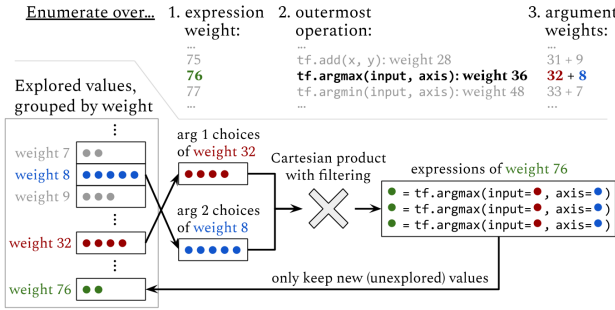 Enumerate over...
1. expression
weight:
2. outermost
operation:
3. argument
weights:
...
...
...
75
tf.add(x, y): weight 28
31 + 9
76
tf.argmax(input, axis): weight 36
32 + 8
77
tf.argmin(input, axis): weight 48
33 + 7
...
...
...
Explored values,
grouped by weight
⋮
weight 7
weight 8
weight 9
⋮
weight 32
⋮
weight 76
arg 1 choices
of weight 32
arg 2 choices
of weight 8
Cartesian product
with filtering
expressions of weight 76
= tf.argmax(input= , axis= )
= tf.argmax(input= , axis= )
= tf.argmax(input= , axis= )
only keep new (unexplored) values